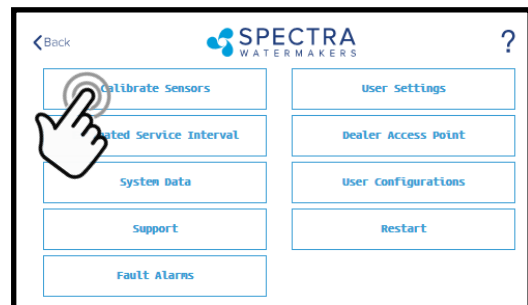 Back
SPECTRA
WATERMAKERS
?
Calibrate Sensors
User Settings
Service Interval
Dealer Access Point
System Data
User Configurations
Support
Restart
Fault Alarms